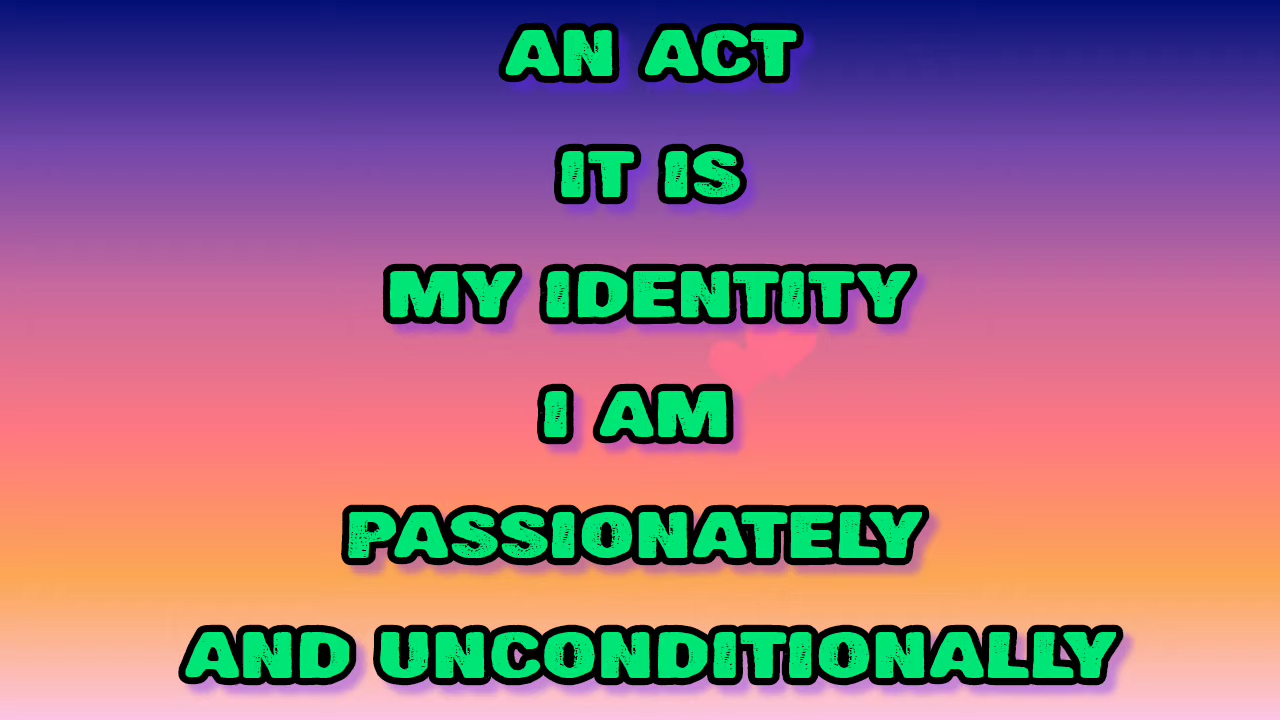 AN ACT
IT IS
MY IDENTITY
I AM
PASSIONATELY
AND UNCONDITIONALLY